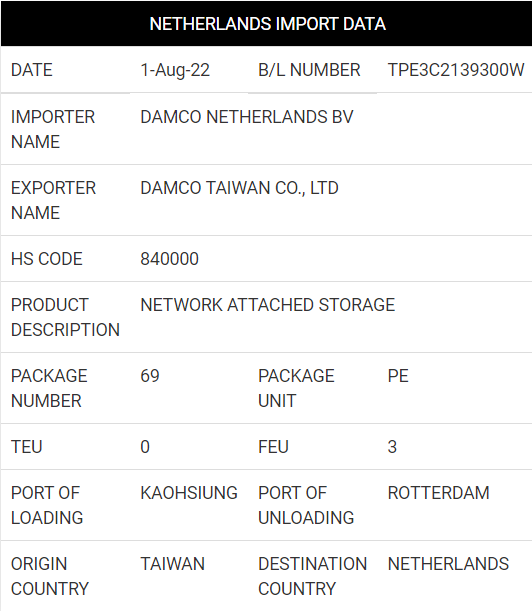 NETHERLANDS IMPORT DATA
DATE 1-Aug-22 B/L NUMBER TPE3C2139300W
IMPORTER NAME DAMCO NETHERLANDS BV
EXPORTER NAME DAMCO TAIWAN CO., LTD
HS CODE 840000
PRODUCT DESCRIPTION NETWORK ATTACHED STORAGE
PACKAGE NUMBER 69 PACKAGE UNIT PE
TEU 0 FEU 3
PORT OF LOADING KAOHSIUNG PORT OF UNLOADING ROTTERDAM
ORIGIN COUNTRY TAIWAN DESTINATION COUNTRY NETHERLANDS